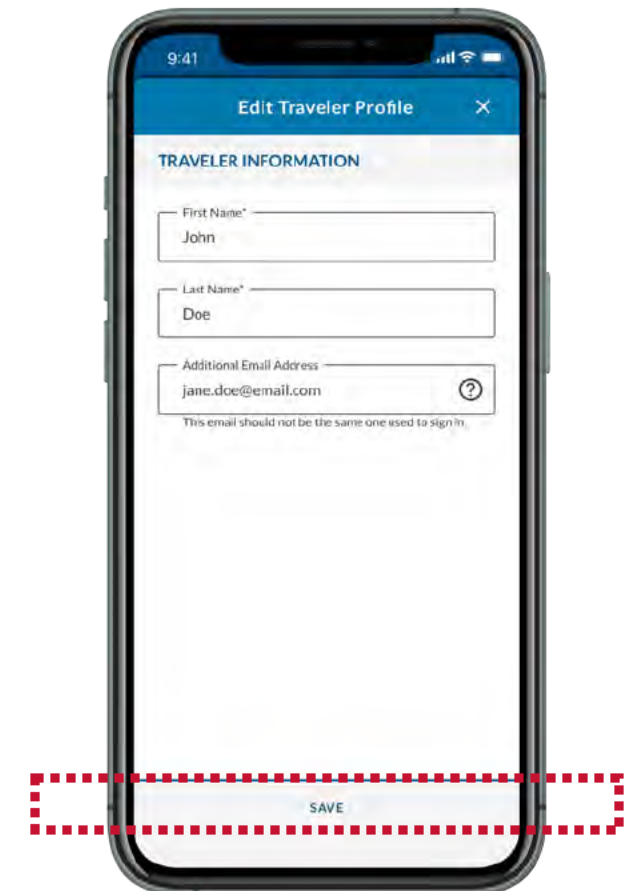 9:41
Edit Traveler Profile ×
TRAVELER INFORMATION
First Name*
John
Last Name*
Doe
Additional Email Address
jane.doe@email.com ?
This email should not be the same one used to sign in.
SAVE